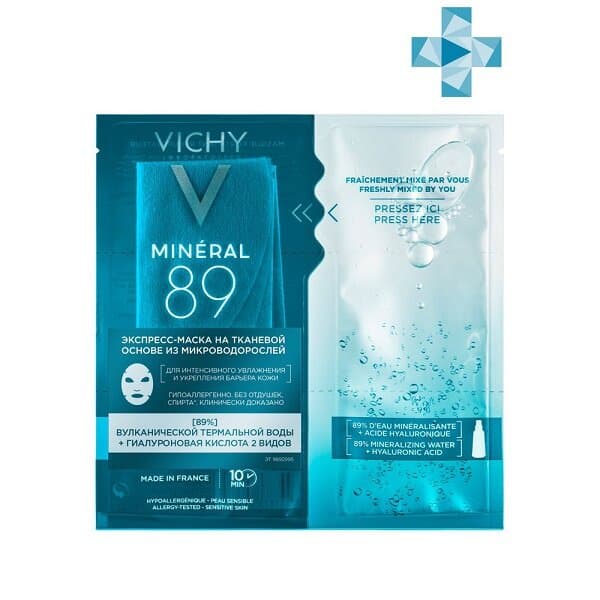 VICHY
LABORATOIRES
MINÉRAL
89
ЭКСПРЕСС-МАСКА НА ТКАНЕВОЙ
ОСНОВЕ ИЗ МИКРОВОДОРОСЛЕЙ
ДЛЯ ИНТЕНСИВНОГО УВЛАЖНЕНИЯ
И УКРЕПЛЕНИЯ БАРЬЕРА КОЖИ
ГИПОАЛЛЕРГЕННО, БЕЗ ОТДУШЕК,
СПИРТА*. КЛИНИЧЕСКИ ДОКАЗАНО
[89%]
ВУЛКАНИЧЕСКОЙ ТЕРМАЛЬНОЙ ВОДЫ
+ ГИАЛУРОНОВАЯ КИСЛОТА 2 ВИДОВ
MADE IN FRANCE
10
MIN
HYPOALLERGÉNIQUE - PEAU SENSIBLE
ALLERGY-TESTED - SENSITIVE SKIN
FRAÎCHEMENT MIXÉ PAR VOUS
FRESHLY MIXED BY YOU
PRESSEZ ICI
PRESS HERE
89% D'EAU MINÉRALISANTE
+ ACIDE HYALURONIQUE
89% MINERALIZING WATER
+ HYALURONIC ACID